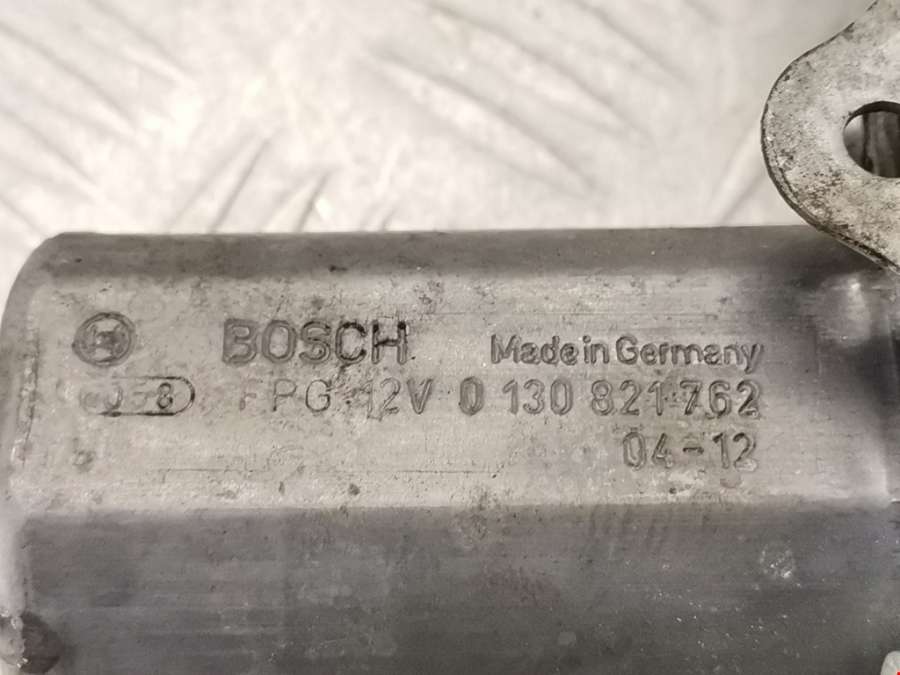 BOSCH Made in Germany
FPG 12V 0 130 821 762
04-12